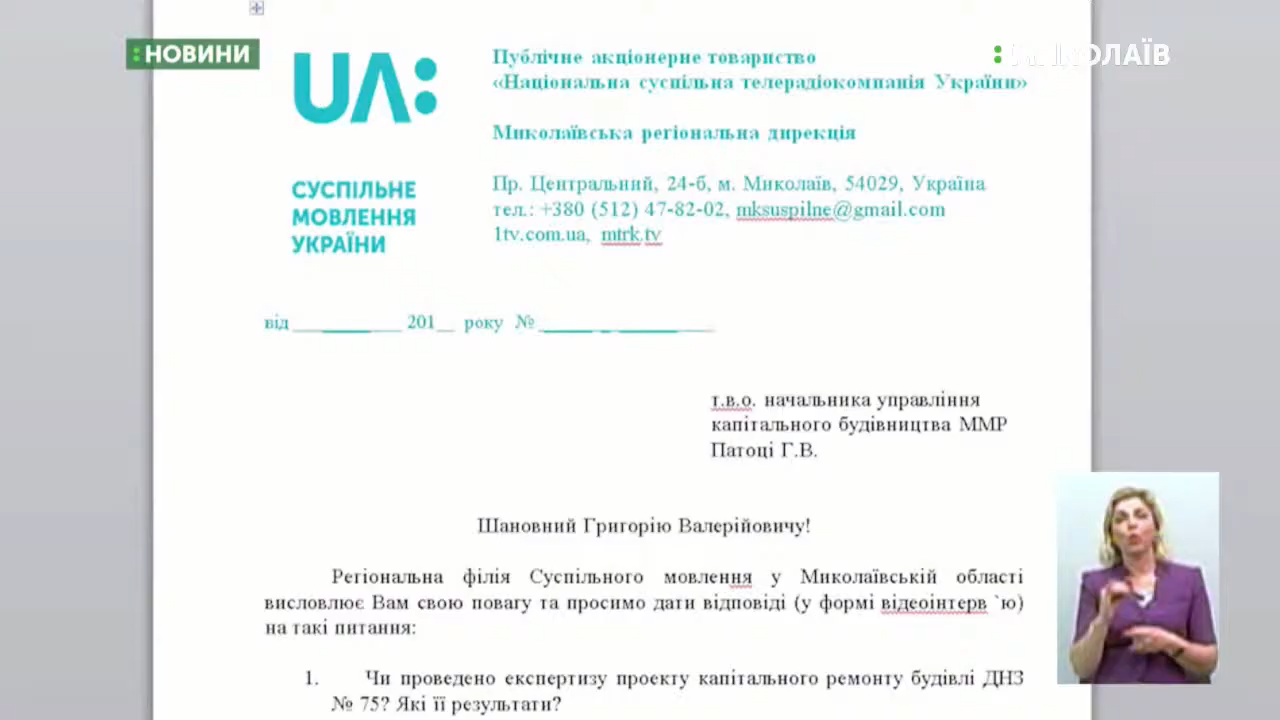 :НОВИНИ
UA:
СУСПІЛЬНЕ
МОВЛЕННЯ
УКРАЇНИ
Публічне акціонерне товариство
«Національна суспільна телерадіокомпанія України»
Миколаївська регіональна дирекція
Пр. Центральний, 24-б, м. Миколаїв, 54029, Україна
тел.: +380 (512) 47-82-02, mksuspilne@gmail.com
1tv.com.ua, mtrk.tv
: МИКОЛАЇВ
від __________ 201__ року № ________________
т.в.о. начальника управління
капітального будівництва ММР
Патоці Г.В.
Шановний Григорію Валерійовичу!
Регіональна філія Суспільного мовлення у Миколаївській області
висловлює Вам свою повагу та просимо дати відповіді (у формі відеоінтерв`ю)
на такі питання:
1. Чи проведено експертизу проекту капітального ремонту будівлі ДНЗ
№ 75? Які її результати?